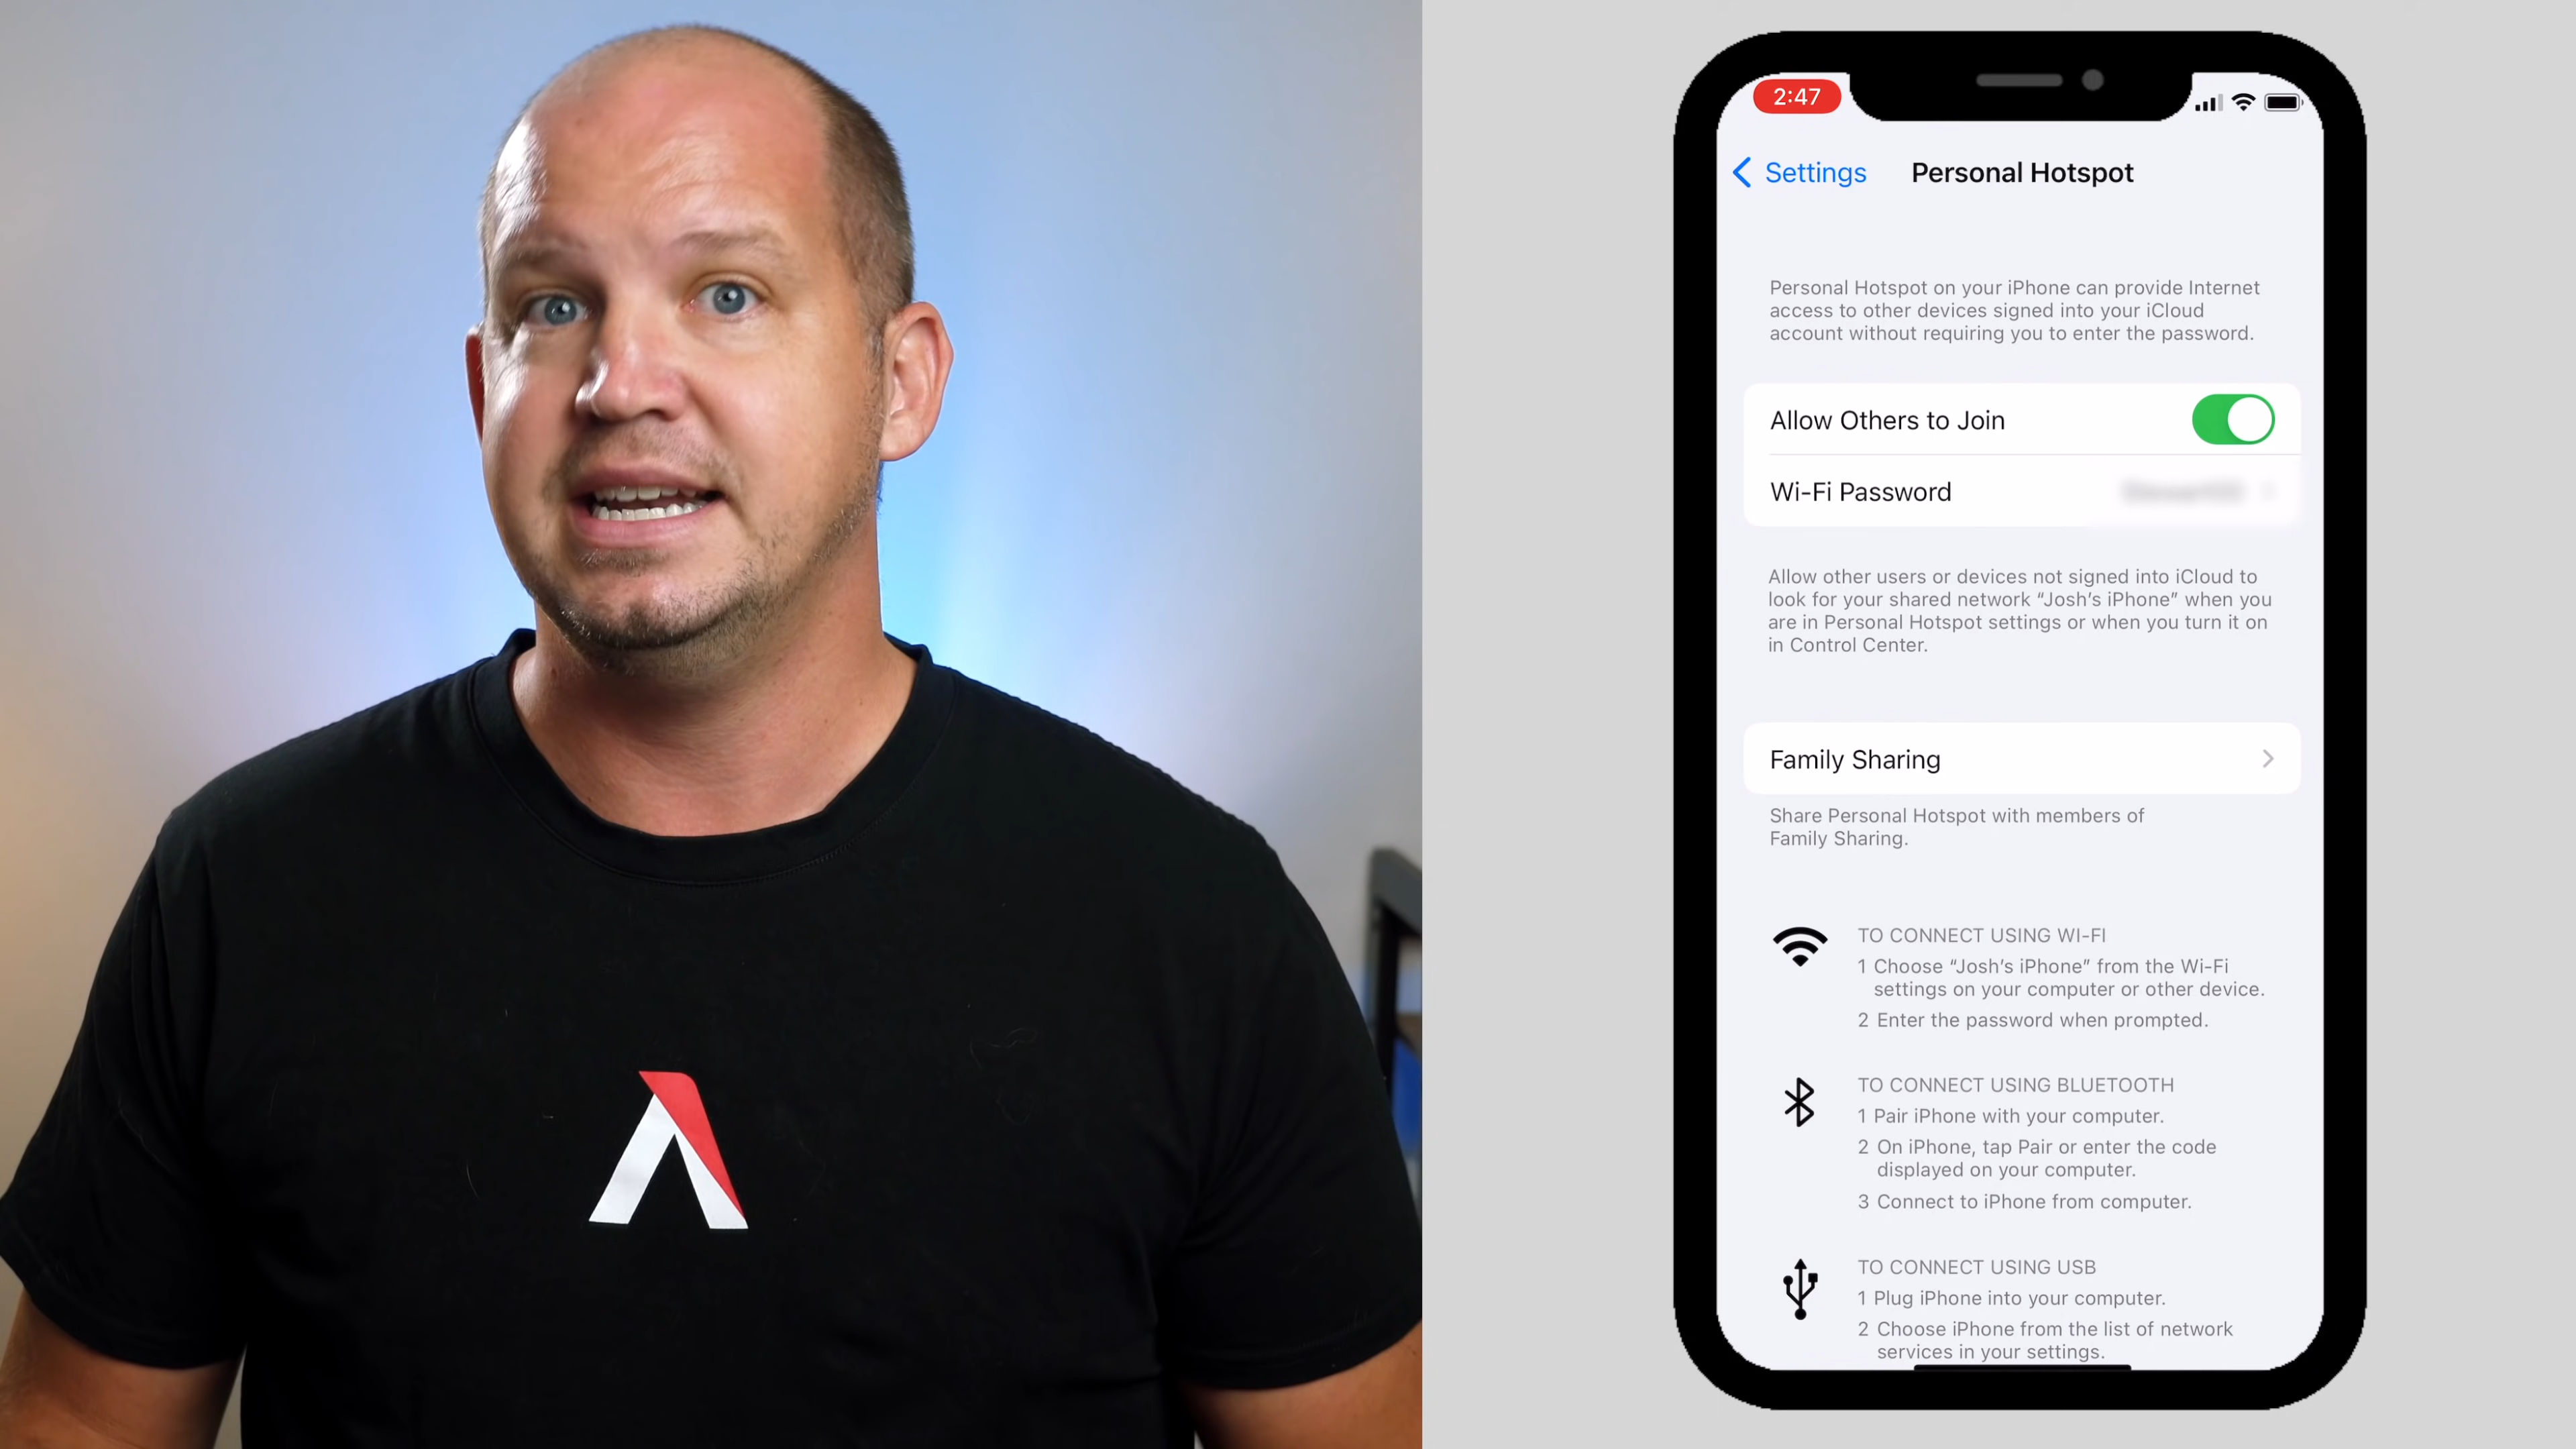 2:47
Settings
Personal Hotspot
Personal Hotspot on your iPhone can provide Internet
access to other devices signed into your iCloud
account without requiring you to enter the password.
Allow Others to Join
Wi-Fi Password
Allow other users or devices not signed into iCloud to
look for your shared network “Josh’s iPhone” when you
are in Personal Hotspot settings or when you turn it on
in Control Center.
Family Sharing
Share Personal Hotspot with members of
Family Sharing.
TO CONNECT USING WI-FI
1 Choose “Josh’s iPhone” from the Wi-Fi
settings on your computer or other device.
2 Enter the password when prompted.
TO CONNECT USING BLUETOOTH
1 Pair iPhone with your computer.
2 On iPhone, tap Pair or enter the code
displayed on your computer.
3 Connect to iPhone from computer.
TO CONNECT USING USB
1 Plug iPhone into your computer.
2 Choose iPhone from the list of network
services in your settings.